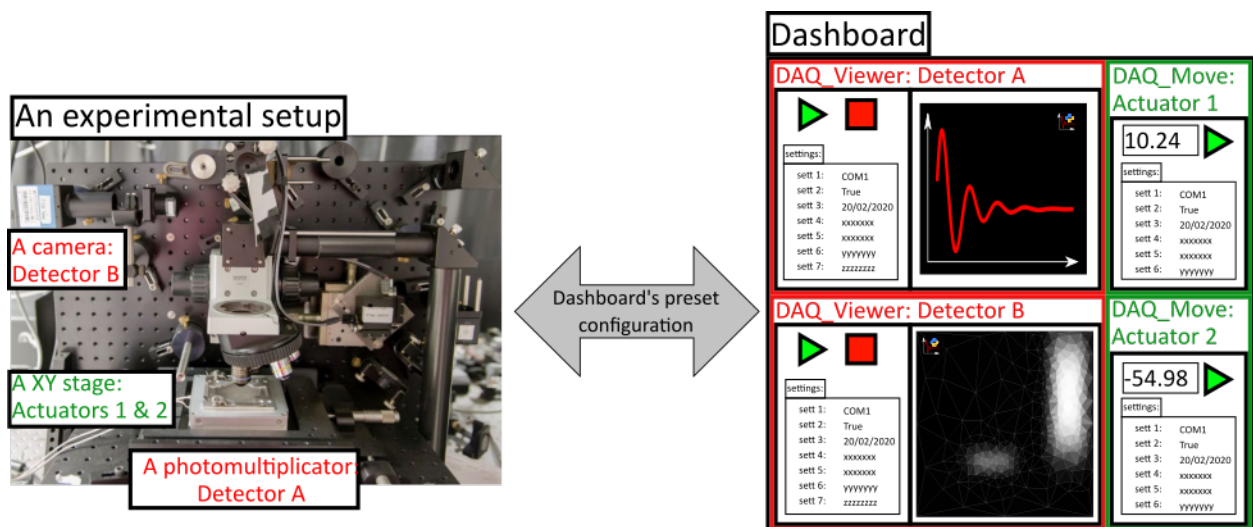 An experimental setup
A camera:
Detector B
A XY stage:
Actuators 1 & 2
A photomultiplicator:
Detector A
Dashboard's preset
configuration
Dashboard
DAQ_Viewer: Detector A
settings:
sett 1: COM1
sett 2: True
sett 3: 20/02/2020
sett 4: xxxxxxx
sett 5: xxxxxxx
sett 6: yyyyyyy
sett 7: zzzzzzzz
DAQ_Move:
Actuator 1
10.24
settings:
sett 1: COM1
sett 2: True
sett 3: 20/02/2020
sett 4: xxxxxxx
sett 5: xxxxxxx
sett 6: yyyyyyy
DAQ_Viewer: Detector B
settings:
sett 1: COM1
sett 2: True
sett 3: 20/02/2020
sett 4: xxxxxxx
sett 5: xxxxxxx
sett 6: yyyyyyy
sett 7: zzzzzzzz
DAQ_Move:
Actuator 2
-54.98
settings:
sett 1: COM1
sett 2: True
sett 3: 20/02/2020
sett 4: xxxxxxx
sett 5: xxxxxxx
sett 6: yyyyyyy